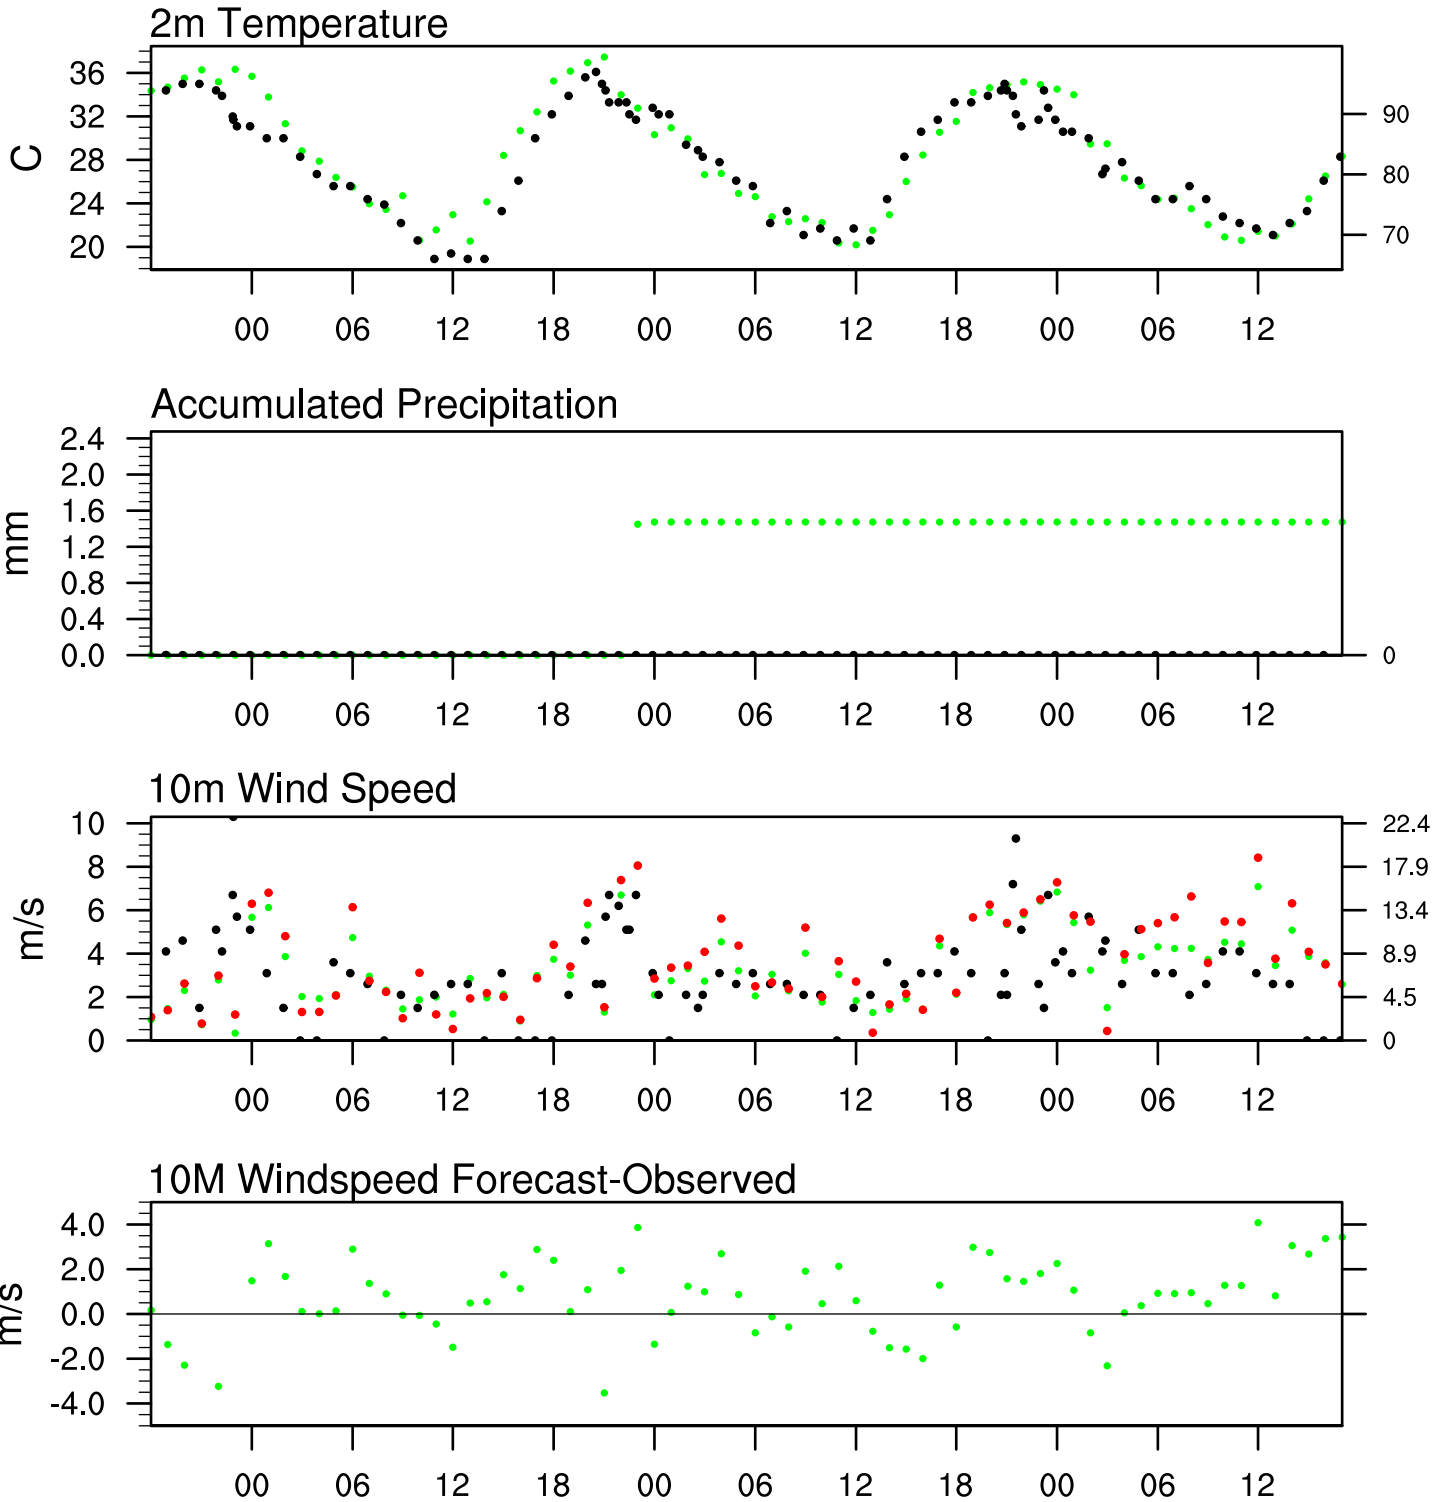 2m Temperature
36
32
28
24
20
C
90
80
70
00 06 12 18 00 06 12 18 00 06 12
Accumulated Precipitation
2.4
2.0
1.6
1.2
0.8
0.4
0.0
mm
0
00 06 12 18 00 06 12 18 00 06 12
10m Wind Speed
10
8
6
4
2
0
m/s
22.4
17.9
13.4
8.9
4.5
0
00 06 12 18 00 06 12 18 00 06 12
10M Windspeed Forecast-Observed
4.0
2.0
0.0
-2.0
-4.0
m/s
00 06 12 18 00 06 12 18 00 06 12